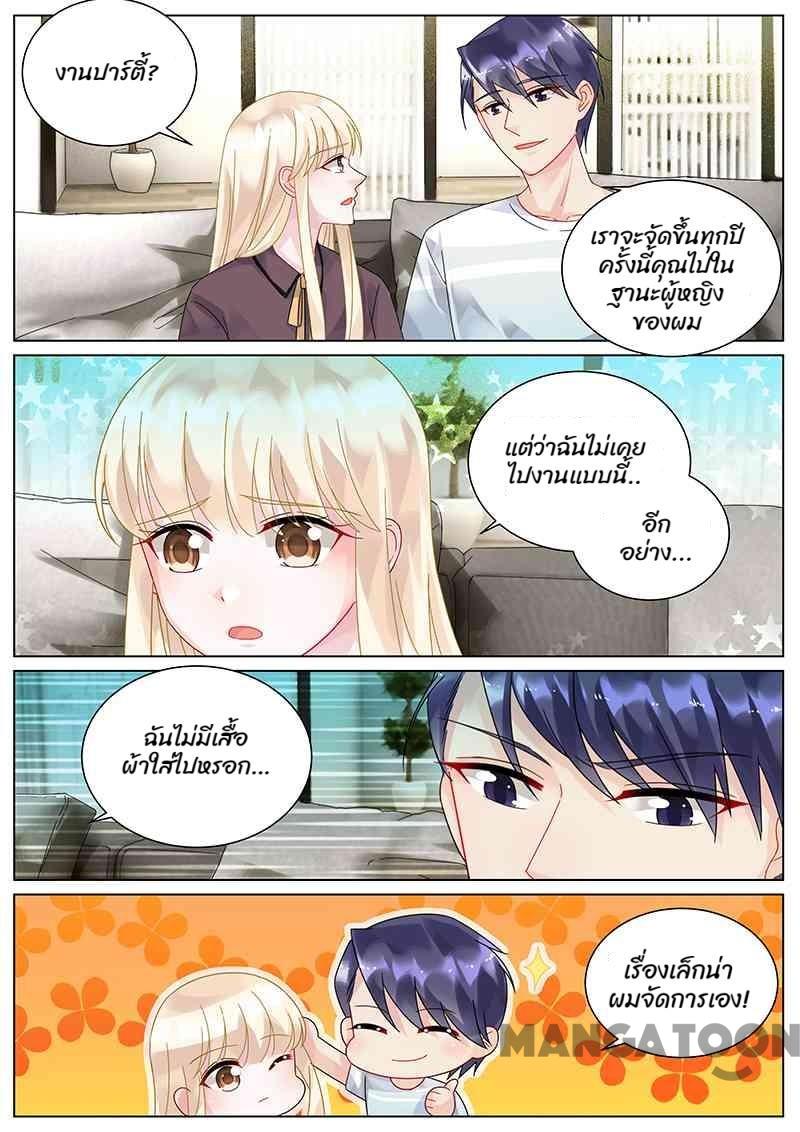 งานปาร์ตี้?
เราจะจัดขึ้นทุกปี
ครั้งนี้คุณไปใน
ฐานะผู้หญิง
ของผม
แต่ว่าฉันไม่เคย
ไปงานแบบนี้..
อีก
อย่าง...
ฉันไม่มีเสื้อ
ผ้าใส่ไปหรอก...
เรื่องเล็กน่า
ผมจัดการเอง!
MANGATOON